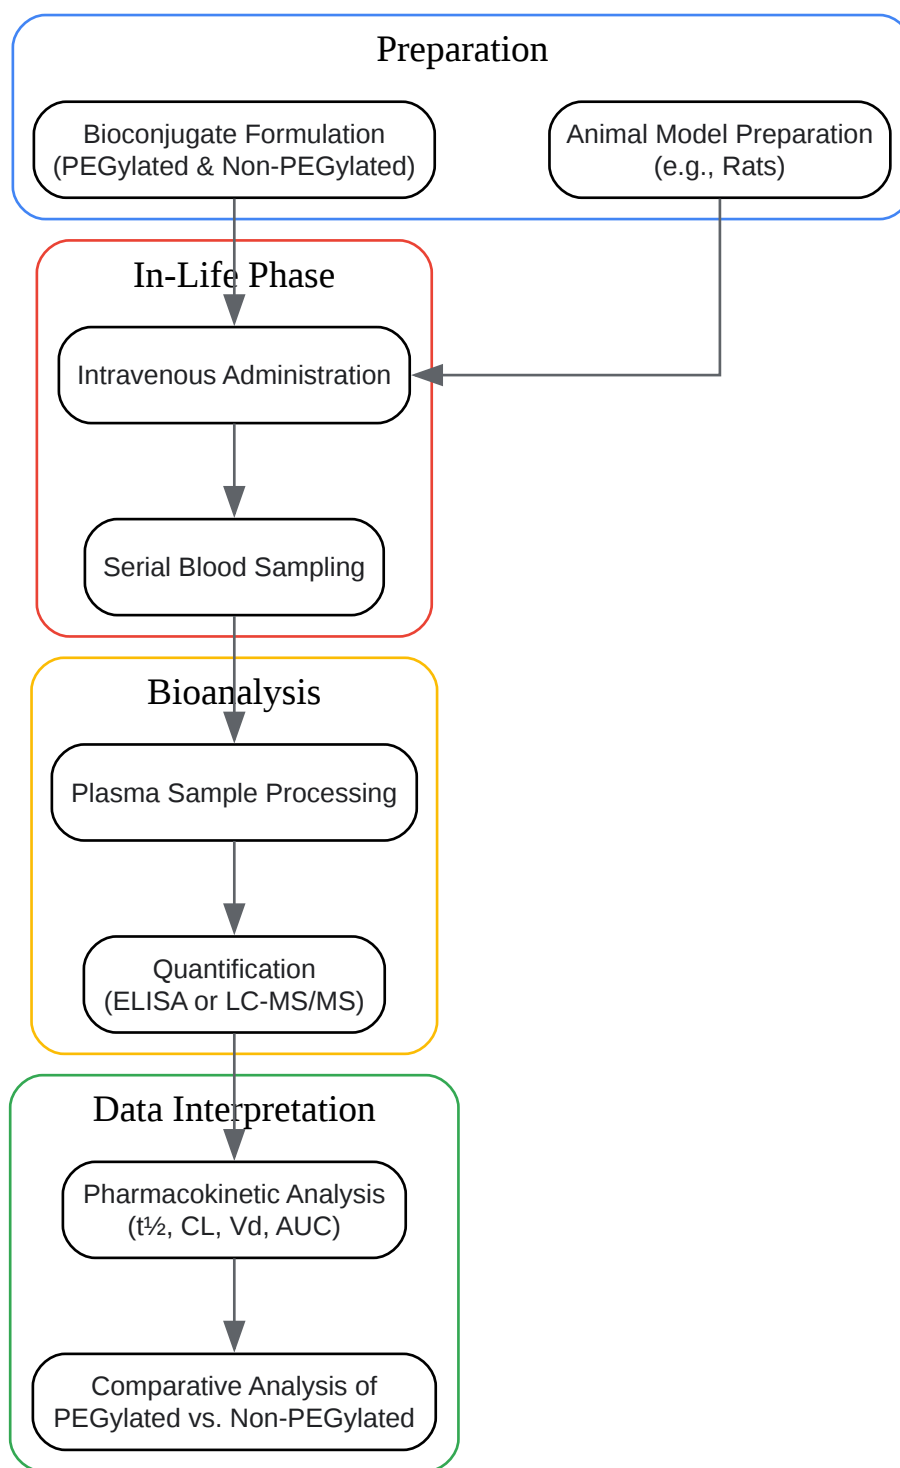 Preparation
Bioconjugate Formulation
(PEGylated & Non-PEGylated)
Animal Model Preparation
(e.g., Rats)
In-Life Phase
Intravenous Administration
Serial Blood Sampling
Bioanalysis
Plasma Sample Processing
Quantification
(ELISA or LC-MS/MS)
Data Interpretation
Pharmacokinetic Analysis
(t½, CL, Vd, AUC)
Comparative Analysis of
PEGylated vs. Non-PEGylated